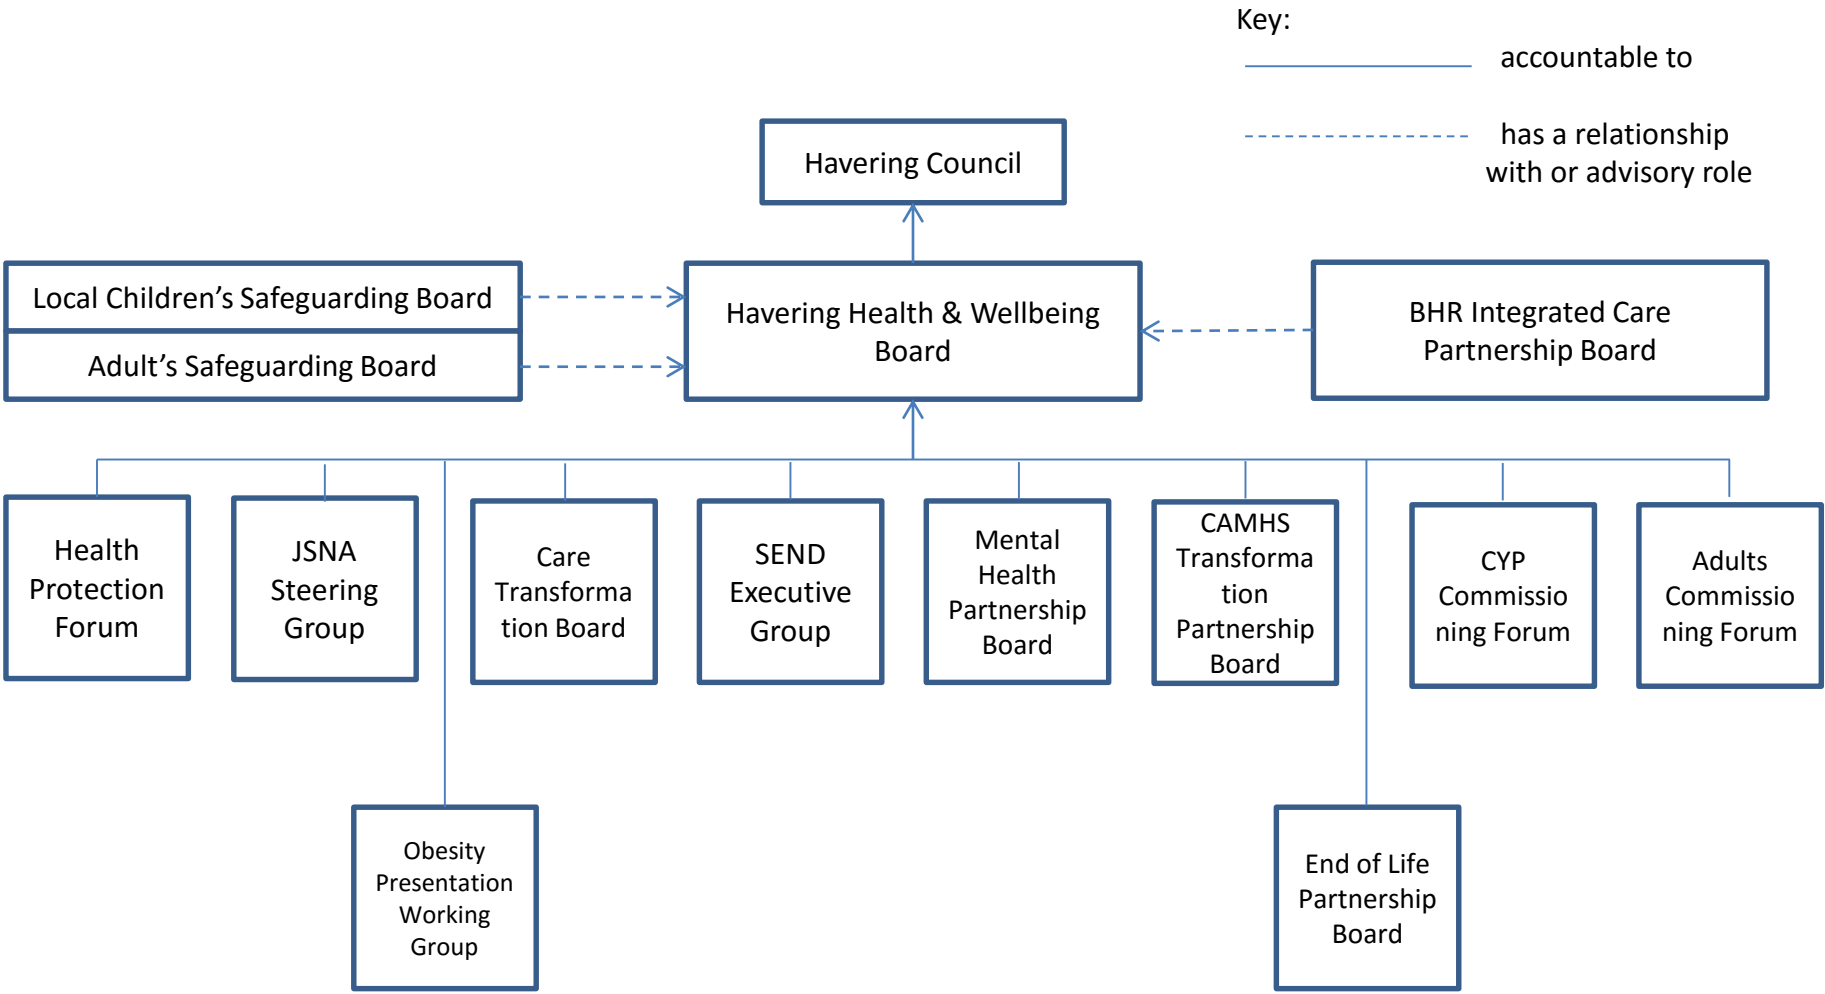 Key:
accountable to
has a relationship
with or advisory role
Havering Council
Local Children’s Safeguarding Board
Adult’s Safeguarding Board
Havering Health & Wellbeing
Board
BHR Integrated Care
Partnership Board
Health
Protection
Forum
JSNA
Steering
Group
Care
Transforma
tion Board
SEND
Executive
Group
Mental
Health
Partnership
Board
CAMHS
Transforma
tion
Partnership
Board
CYP
Commissio
ning Forum
Adults
Commissio
ning Forum
Obesity
Presentation
Working
Group
End of Life
Partnership
Board